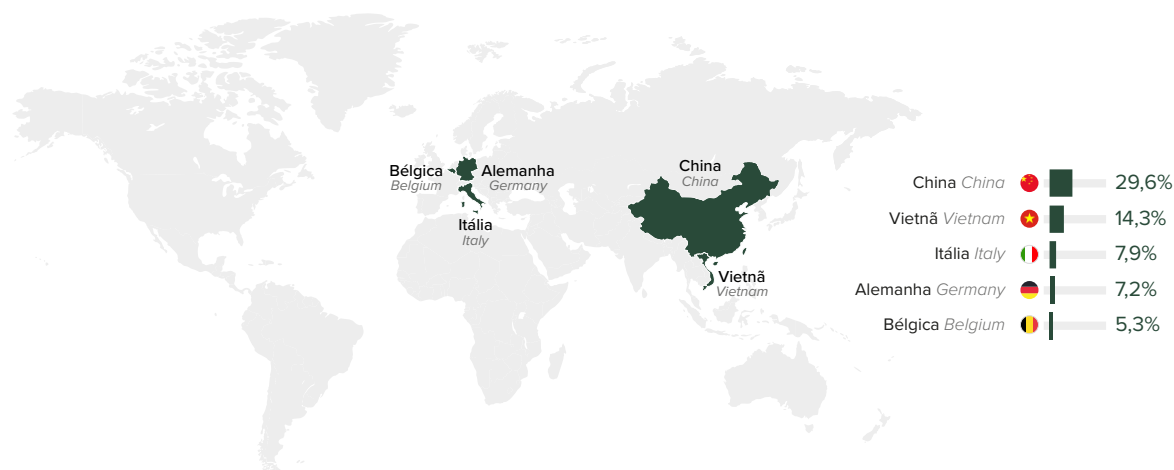 Bélgica
Belgium
Alemanha
Germany
Itália
Italy
China
China
Vietnã
Vietnam
China China 29,6%
Vietnã Vietnam 14,3%
Itália Italy 7,9%
Alemanha Germany 7,2%
Bélgica Belgium 5,3%